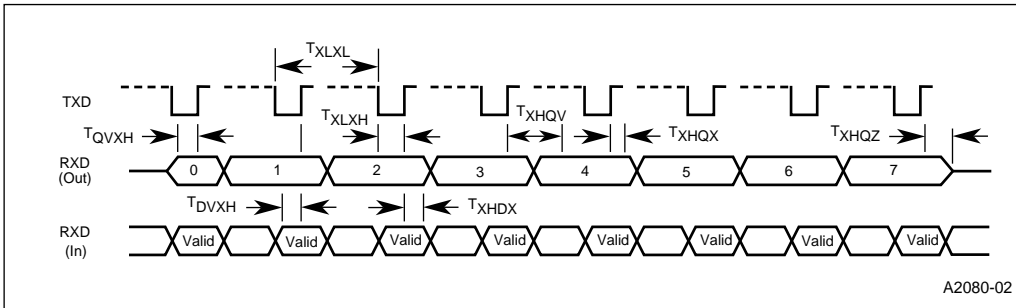 TXLXL
TXD
TXLXH
TXHQV
TQVXH
TXHQX
TXHQZ
RXD
(Out)
0 1 2 3 4 5 6 7
TDVXH
TXHDX
RXD
(In)
Valid Valid Valid Valid Valid Valid Valid Valid
A2080-02